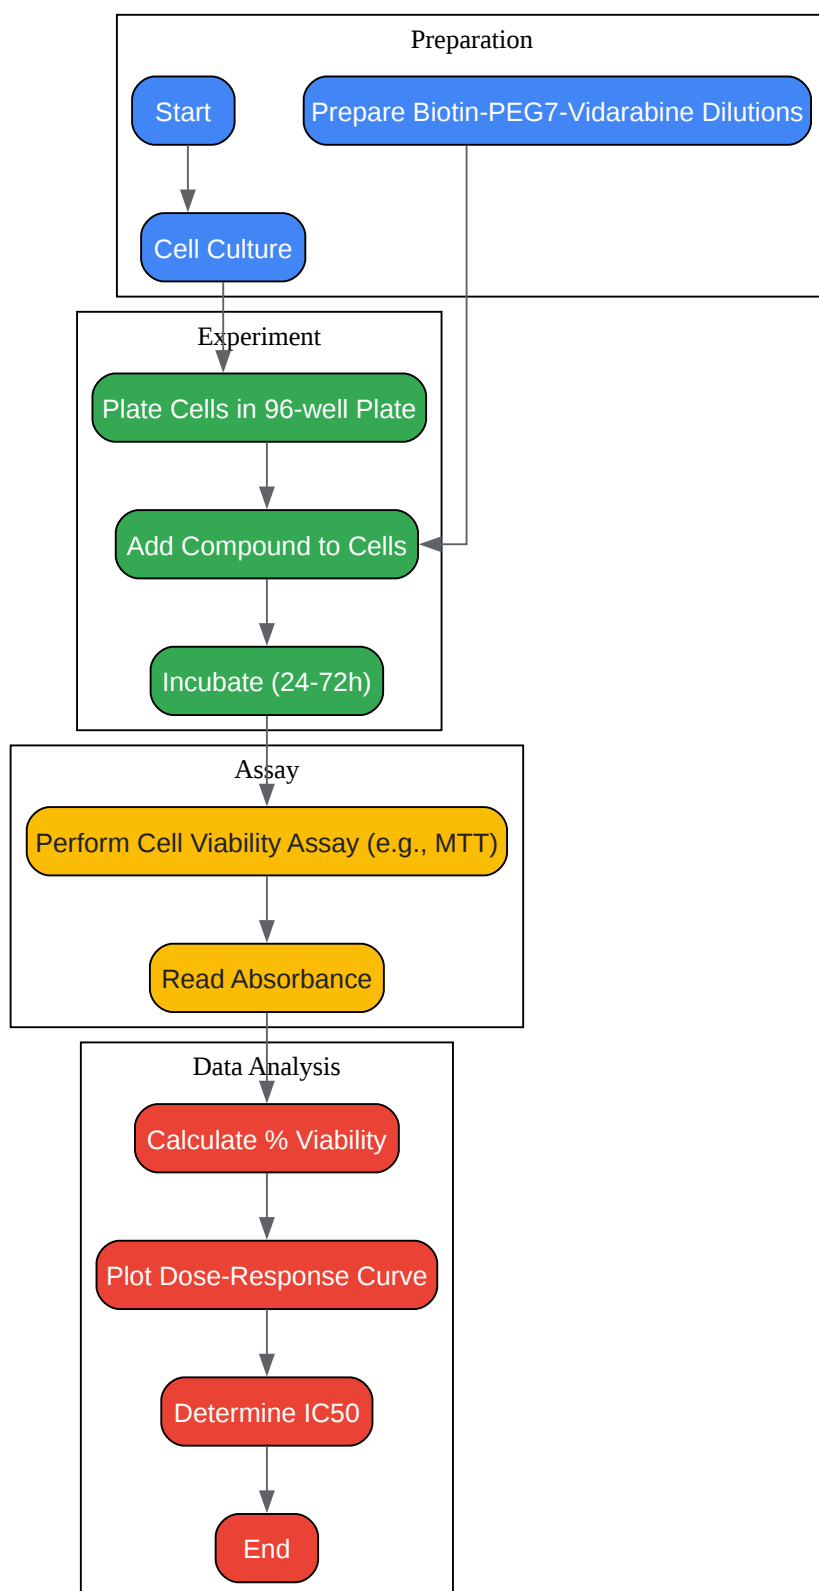 Preparation
Start
Prepare Biotin-PEG7-Vidarabine Dilutions
Cell Culture
Experiment
Plate Cells in 96-well Plate
Add Compound to Cells
Incubate (24-72h)
Assay
Perform Cell Viability Assay (e.g., MTT)
Read Absorbance
Data Analysis
Calculate % Viability
Plot Dose-Response Curve
Determine IC50
End